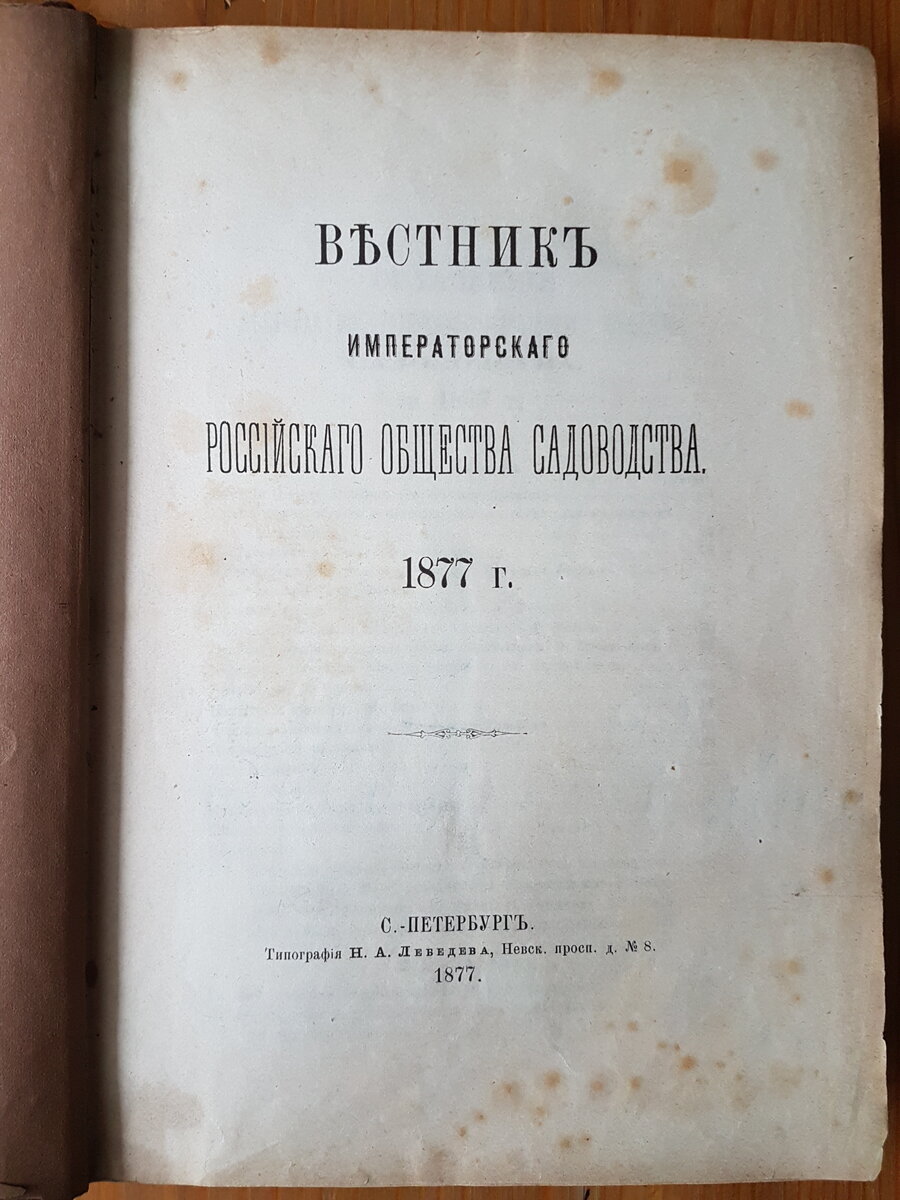 ВѢСТНИКЪ
ИМПЕРАТОРСКАГО
РОССІЙСКАГО ОБЩЕСТВА САДОВОДСТВА.
1877 г.
С.-ПЕТЕРБУРГЪ.
Типографія Н. А. ЛЕБЕДЕВА, Невск. просп. д. № 8.
1877.